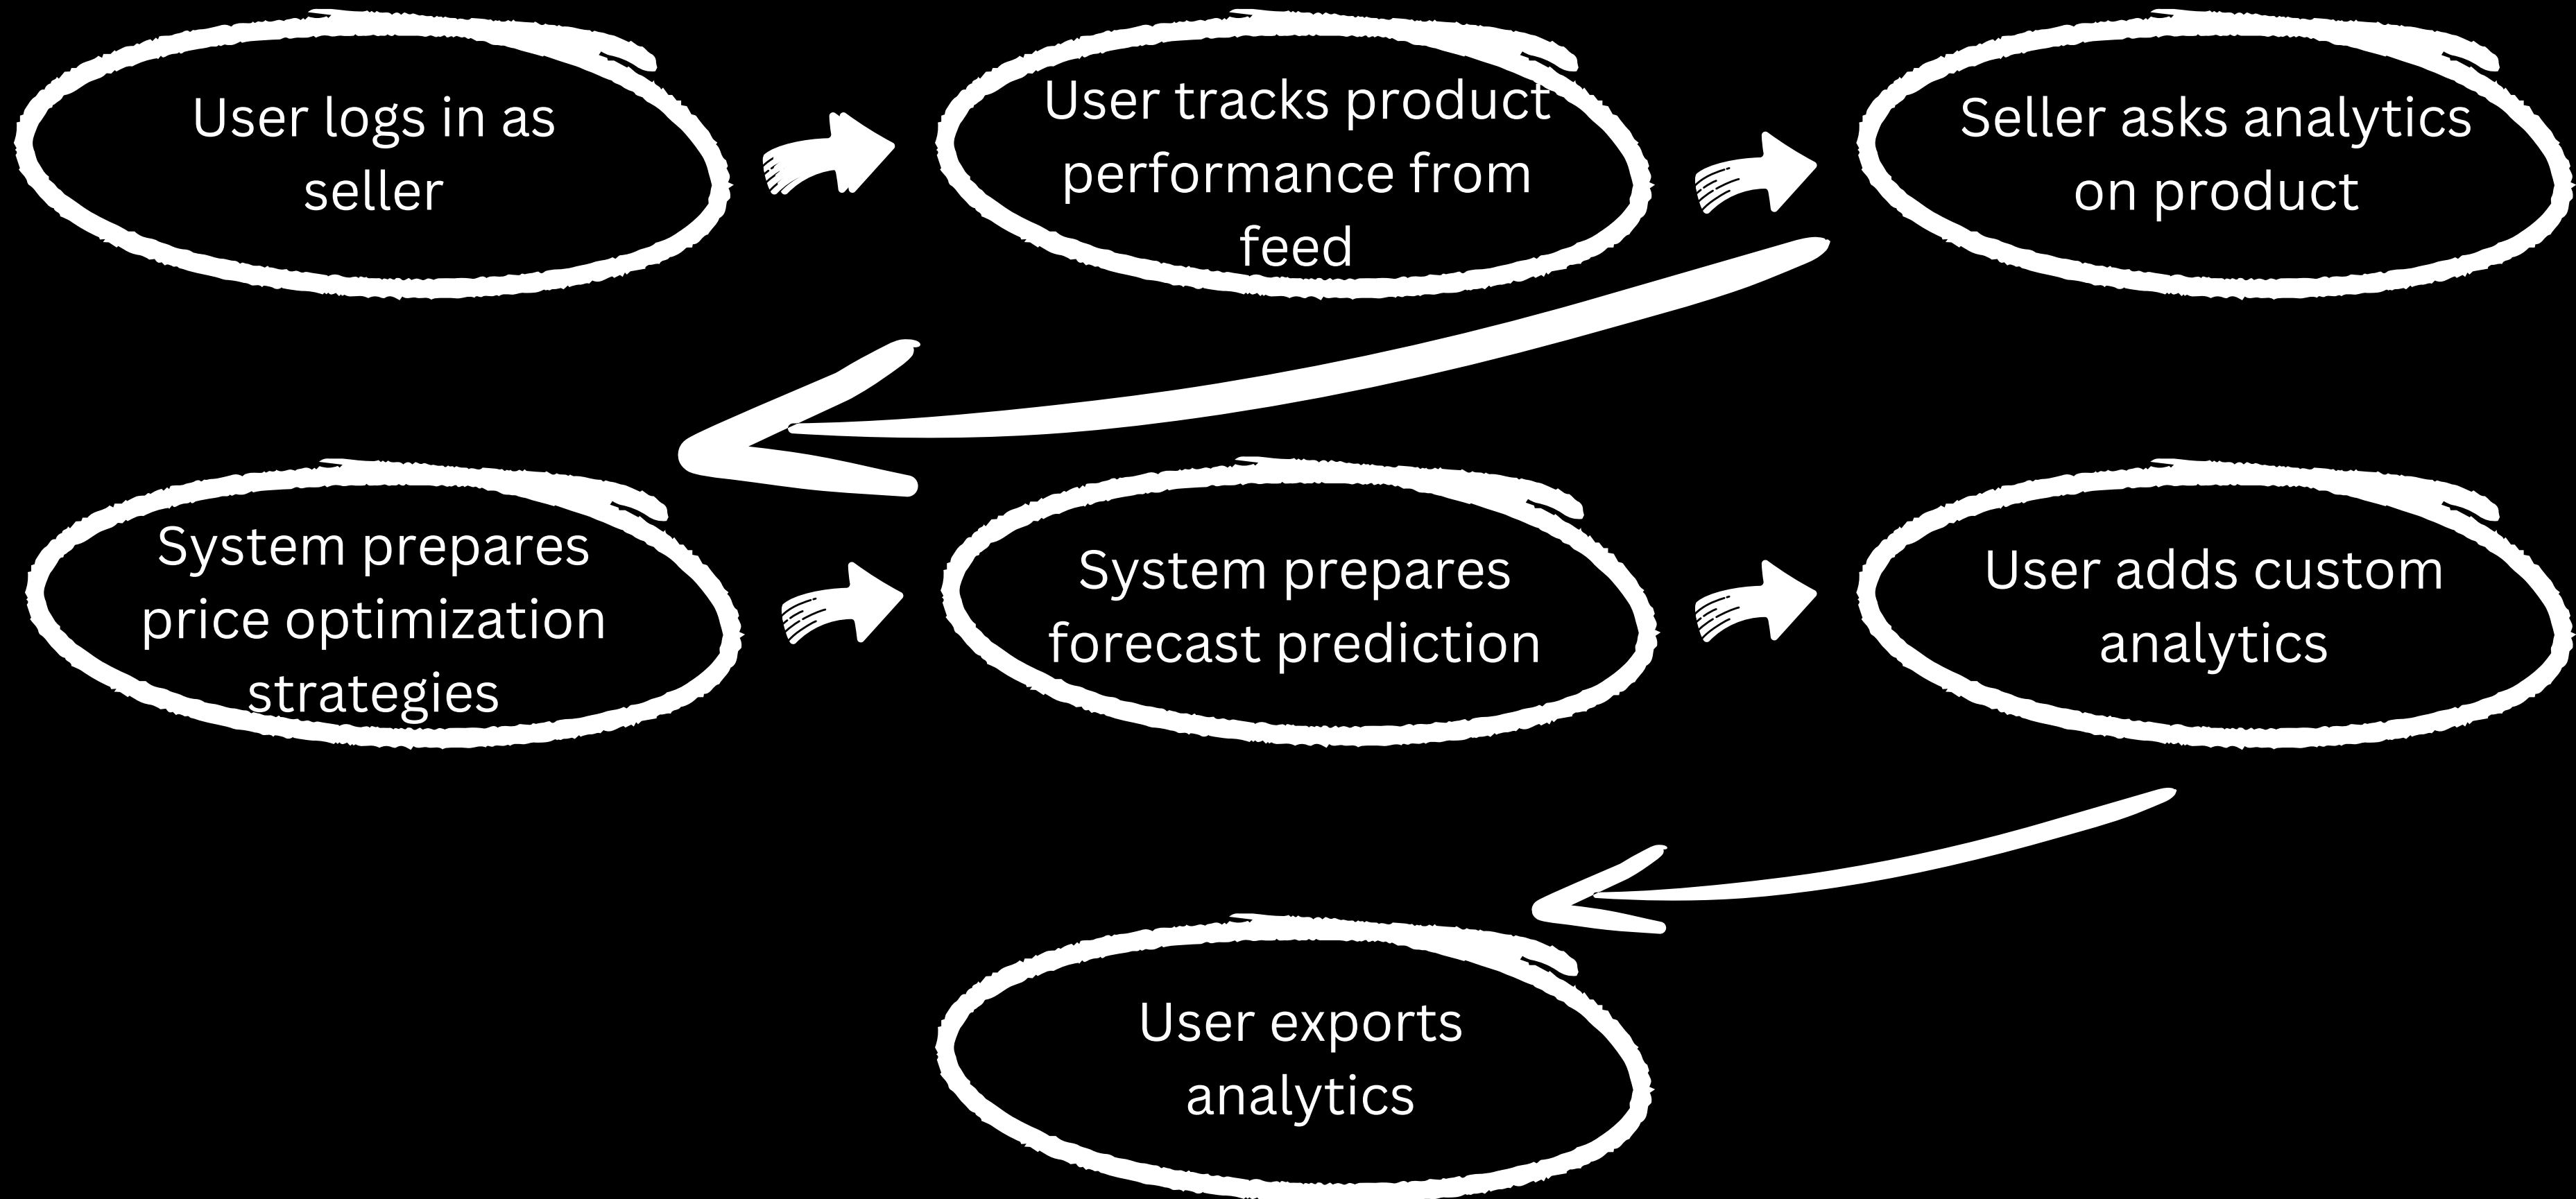 User logs in as
seller
User tracks product
performance from
feed
Seller asks analytics
on product
System prepares
price optimization
strategies
System prepares
forecast prediction
User adds custom
analytics
User exports
analytics